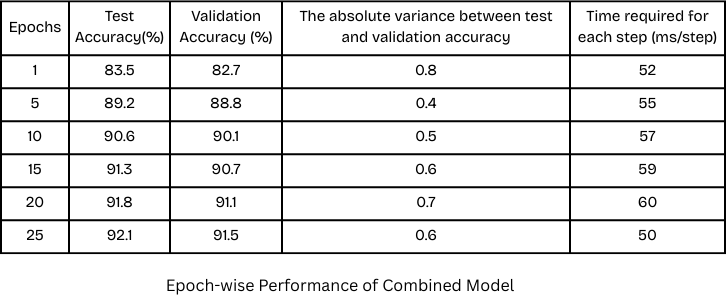 Epochs Test Accuracy(%) Validation Accuracy (%) The absolute variance between test and validation accuracy Time required for each step (ms/step)
1 83.5 82.7 0.8 52
5 89.2 88.8 0.4 55
10 90.6 90.1 0.5 57
15 91.3 90.7 0.6 59
20 91.8 91.1 0.7 60
25 92.1 91.5 0.6 50
Epoch-wise Performance of Combined Model